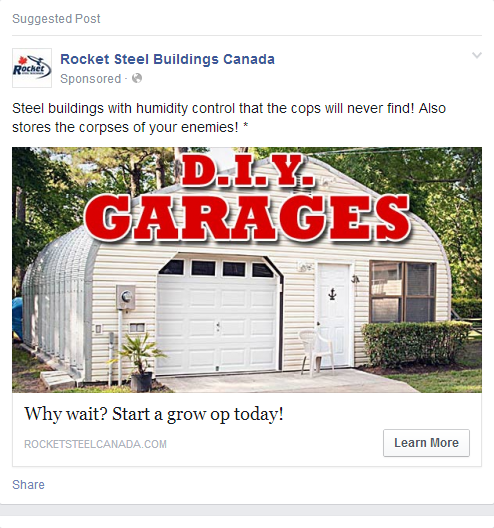 Suggested Post
Rocket
Rocket Steel Buildings Canada
Sponsored ·
Steel buildings with humidity control that the cops will never find! Also
stores the corpses of your enemies! *
D.I.Y.
GARAGES
Why wait? Start a grow op today!
ROCKETSTEELCANADA.COM
Learn More
Share